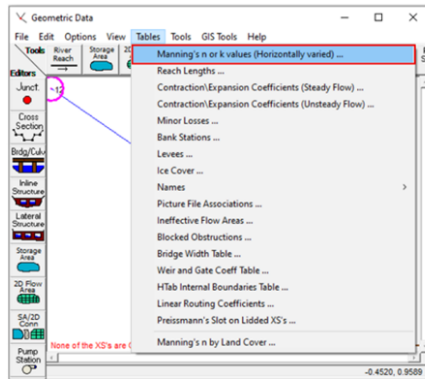 Geometric Data
File Edit Options View Tables Tools GIS Tools Help
Tools
River
Reach
Storage
Area
Editors
Junct.
Cross
Section
Brdg/Culv
Inline
Structure
Lateral
Structure
Storage
Area
2D Flow
Area
SA/2D
Conn
Pump
Station
12
Manning's n or k values (Horizontally varied) ...
Reach Lengths ...
Contraction\Expansion Coefficients (Steady Flow) ...
Contraction\Expansion Coefficients (Unsteady Flow) ...
Minor Losses ...
Bank Stations ...
Levees ...
Ice Cover ...
Names
Picture File Associations ...
Ineffective Flow Areas ...
Blocked Obstructions ...
Bridge Width Table ...
Weir and Gate Coeff Table ...
HTab Internal Boundaries Table ...
Linear Routing Coefficients ...
Preissmann's Slot on Lidded XS's ...
Manning's n by Land Cover ...
None of the XS's are
-0.4520, 0.9589